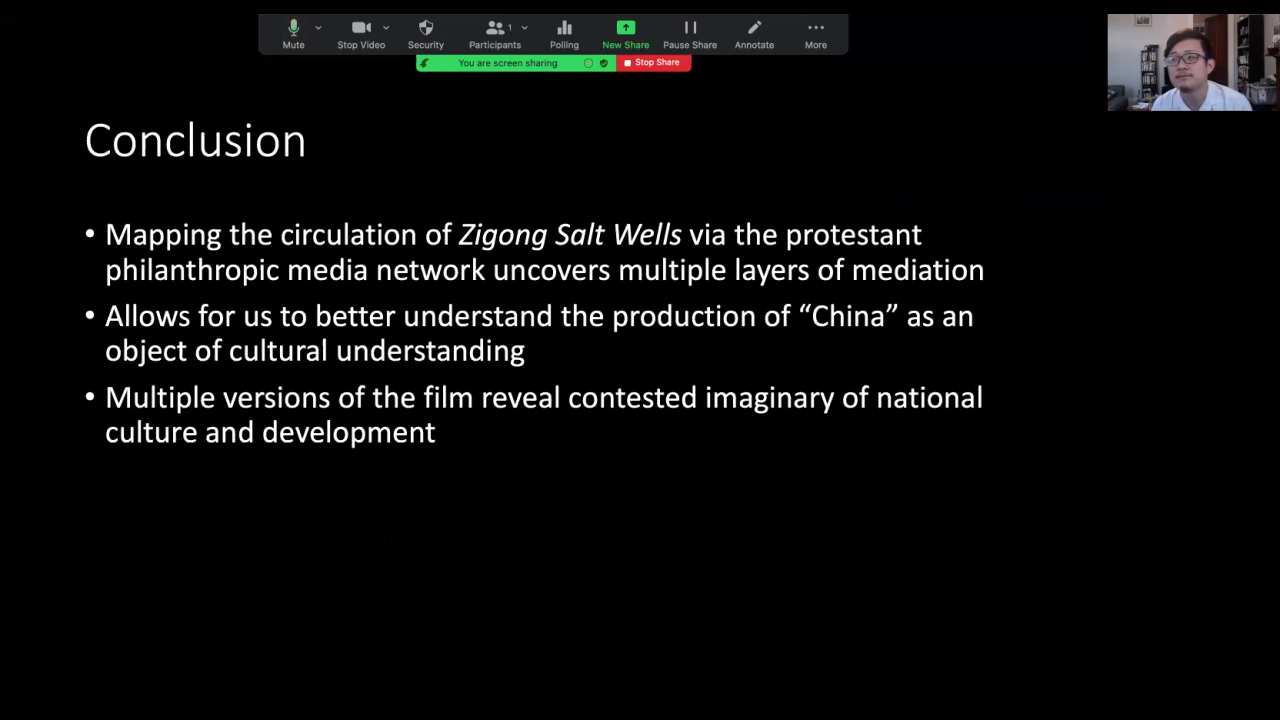 Mute
Stop Video
Security
Participants
1
Polling
New Share
Pause Share
Annotate
More
You are screen sharing
Stop Share
Conclusion
• Mapping the circulation of Zigong Salt Wells via the protestant
philanthropic media network uncovers multiple layers of mediation
• Allows for us to better understand the production of “China” as an
object of cultural understanding
• Multiple versions of the film reveal contested imaginary of national
culture and development